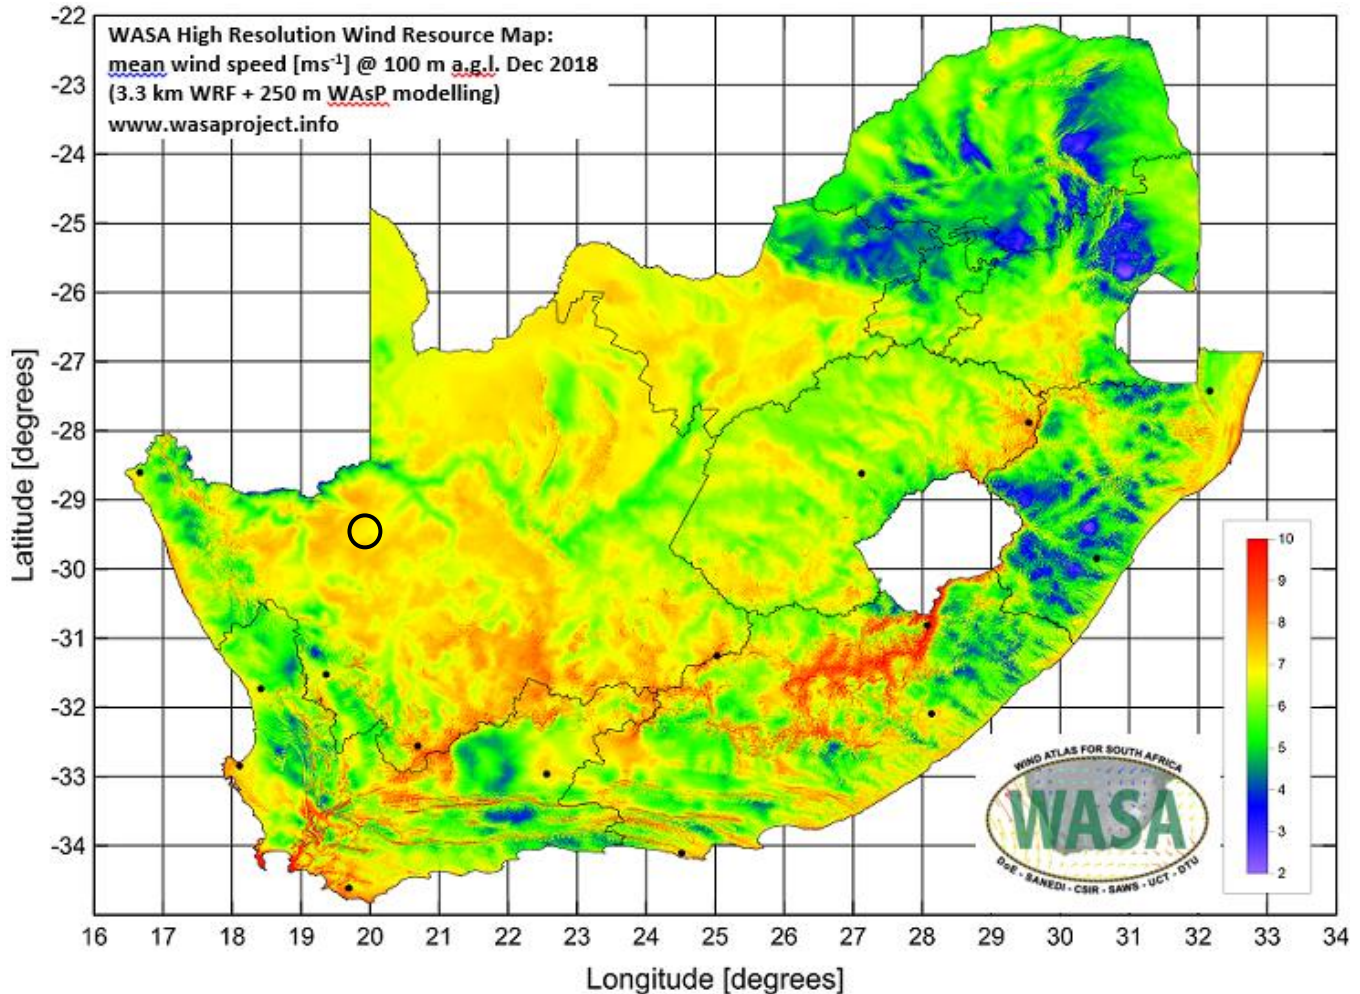 WASA High Resolution Wind Resource Map:
mean wind speed [ms⁻¹] @ 100 m a.g.l. Dec 2018
(3.3 km WRF + 250 m WAsP modelling)
www.wasaproject.info
-22
-23
-24
-25
-26
-27
-28
-29
-30
-31
-32
-33
-34
Latitude [degrees]
10
9
8
7
6
5
4
3
2
WIND ATLAS FOR SOUTH AFRICA
WASA
DoE - SANEDI - CSIR - SAWS - UCT - DTU
16 17 18 19 20 21 22 23 24 25 26 27 28 29 30 31 32 33 34
Longitude [degrees]